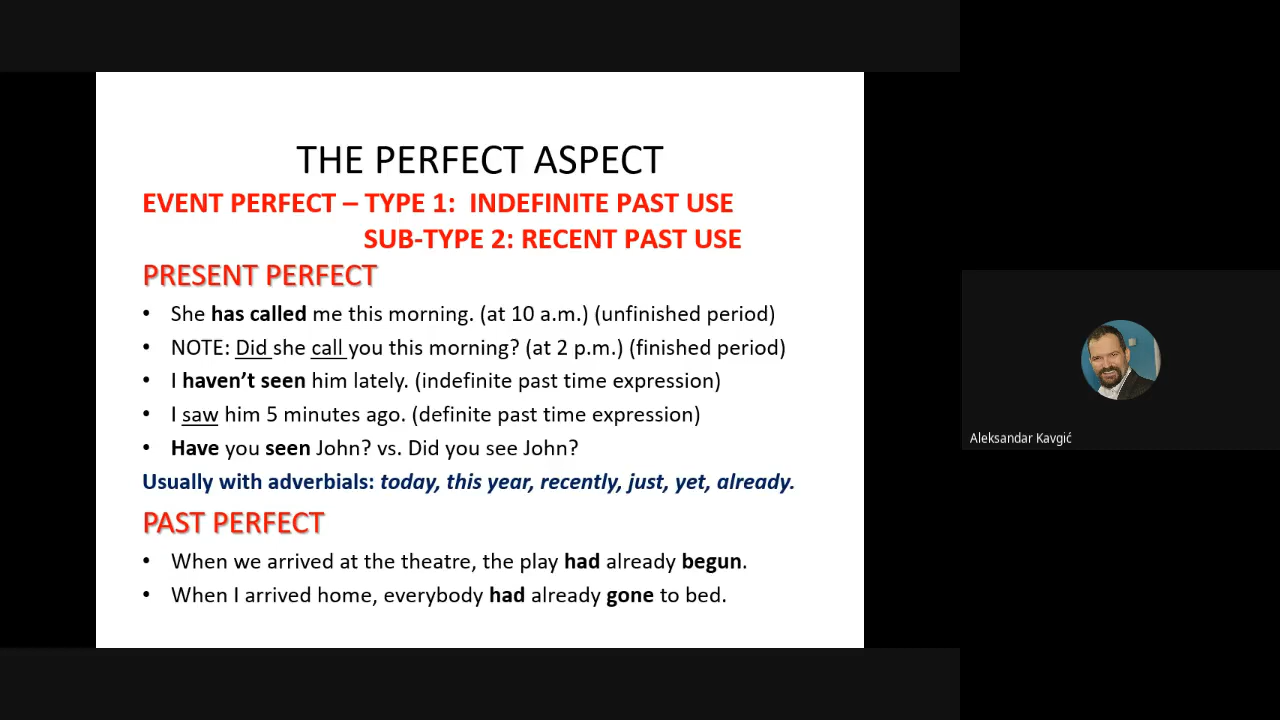 THE PERFECT ASPECT
EVENT PERFECT – TYPE 1: INDEFINITE PAST USE
SUB-TYPE 2: RECENT PAST USE
PRESENT PERFECT
• She has called me this morning. (at 10 a.m.) (unfinished period)
• NOTE: Did she call you this morning? (at 2 p.m.) (finished period)
• I haven’t seen him lately. (indefinite past time expression)
• I saw him 5 minutes ago. (definite past time expression)
• Have you seen John? vs. Did you see John?
Usually with adverbials: today, this year, recently, just, yet, already.
PAST PERFECT
• When we arrived at the theatre, the play had already begun.
• When I arrived home, everybody had already gone to bed.
Aleksandar Kavgić